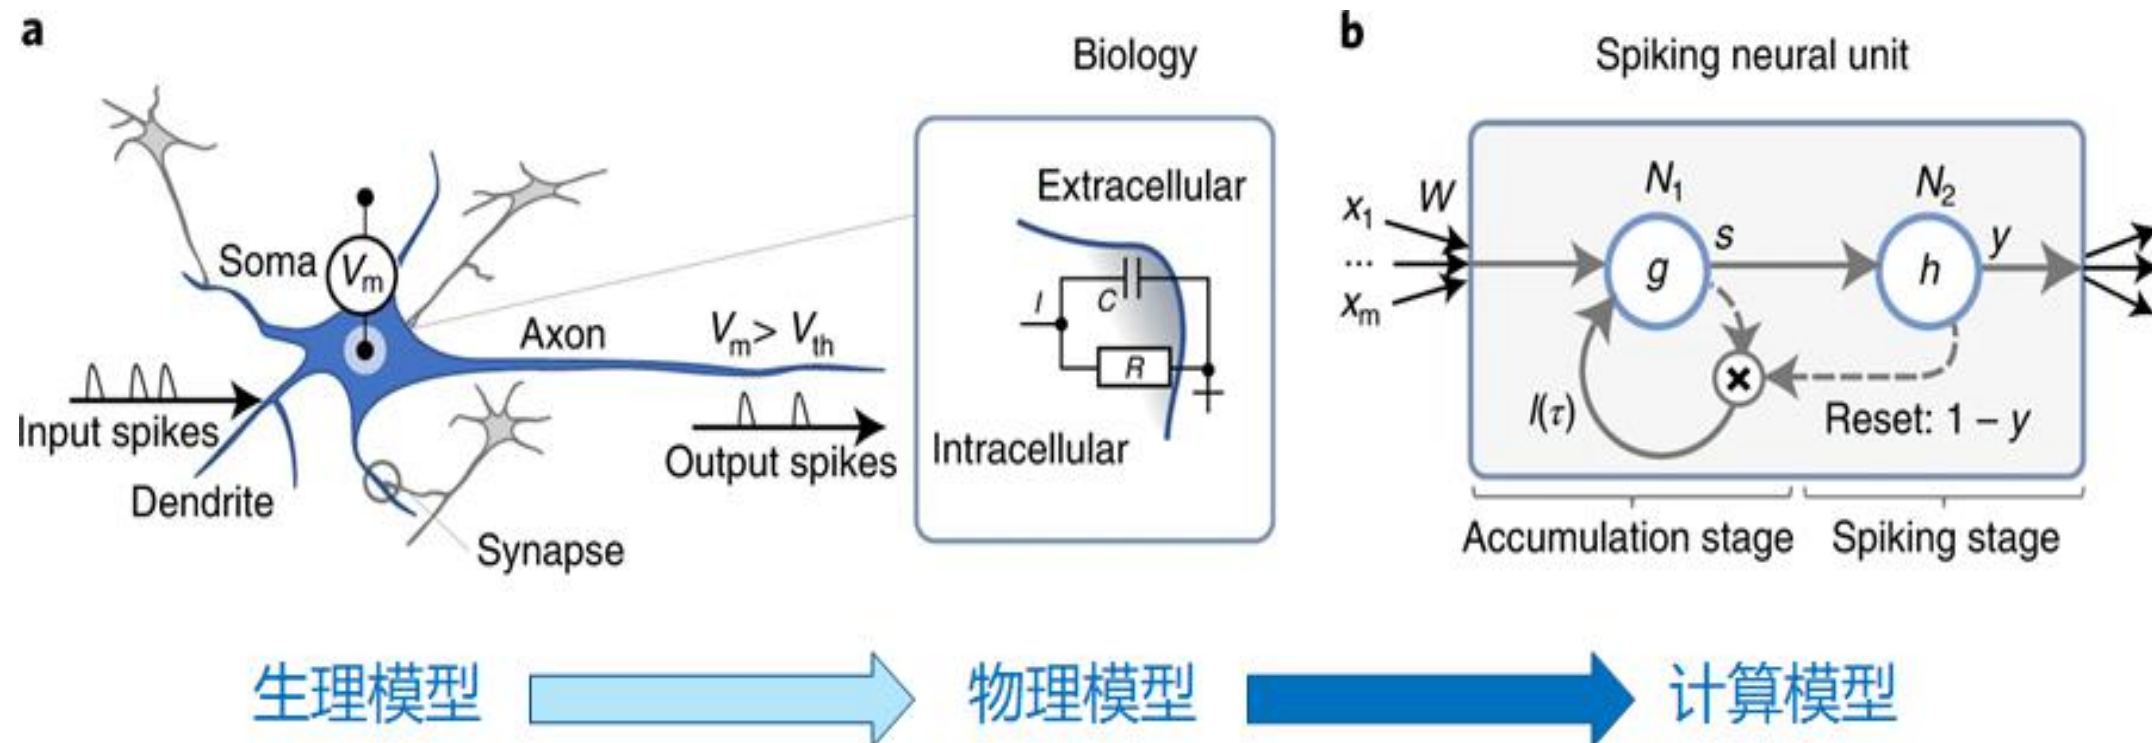 a
Biology
Soma
Vm
Axon
Vm> Vth
Input spikes
Output spikes
Dendrite
Synapse
Extracellular
I
C
R
Intracellular
b
Spiking neural unit
x1
...
xm
W
N1
g
s
N2
h
y
l(τ)
Reset: 1 – y
Accumulation stage
Spiking stage
生理模型
物理模型
计算模型